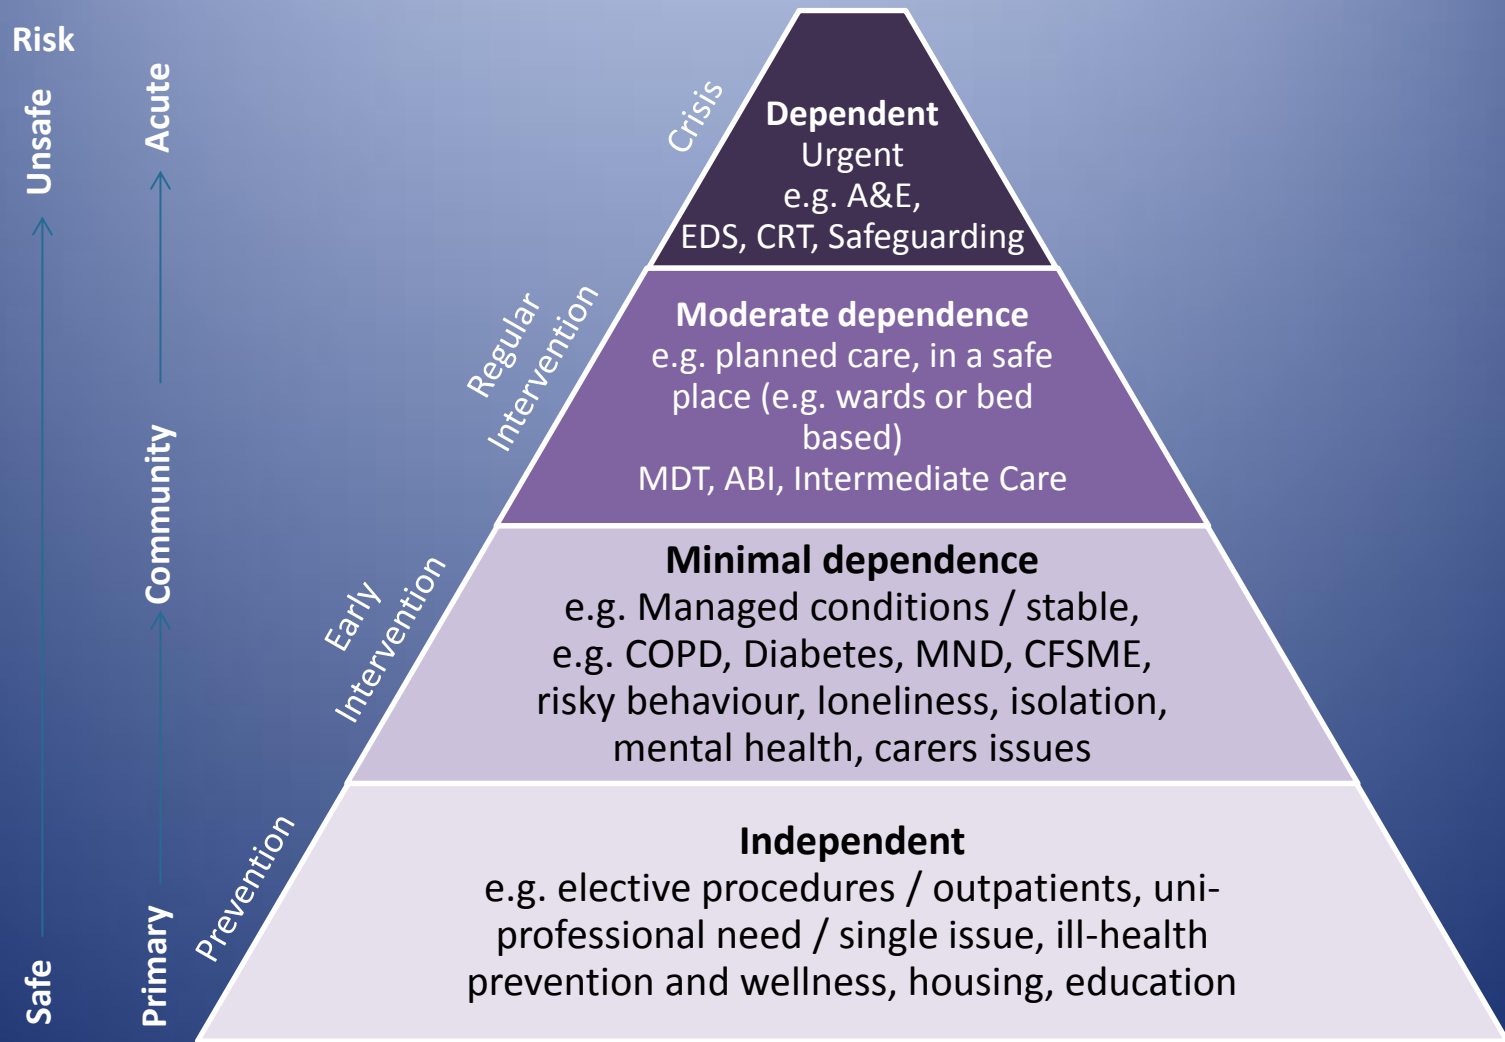 Risk
Unsafe
Safe
Acute
Community
Primary
Crisis
Dependent
Urgent
e.g. A&E,
EDS, CRT, Safeguarding
Regular
Intervention
Moderate dependence
e.g. planned care, in a safe
place (e.g. wards or bed
based)
MDT, ABI, Intermediate Care
Early
Intervention
Minimal dependence
e.g. Managed conditions / stable,
e.g. COPD, Diabetes, MND, CFSME,
risky behaviour, loneliness, isolation,
mental health, carers issues
Prevention
Independent
e.g. elective procedures / outpatients, uni-
professional need / single issue, ill-health
prevention and wellness, housing, education